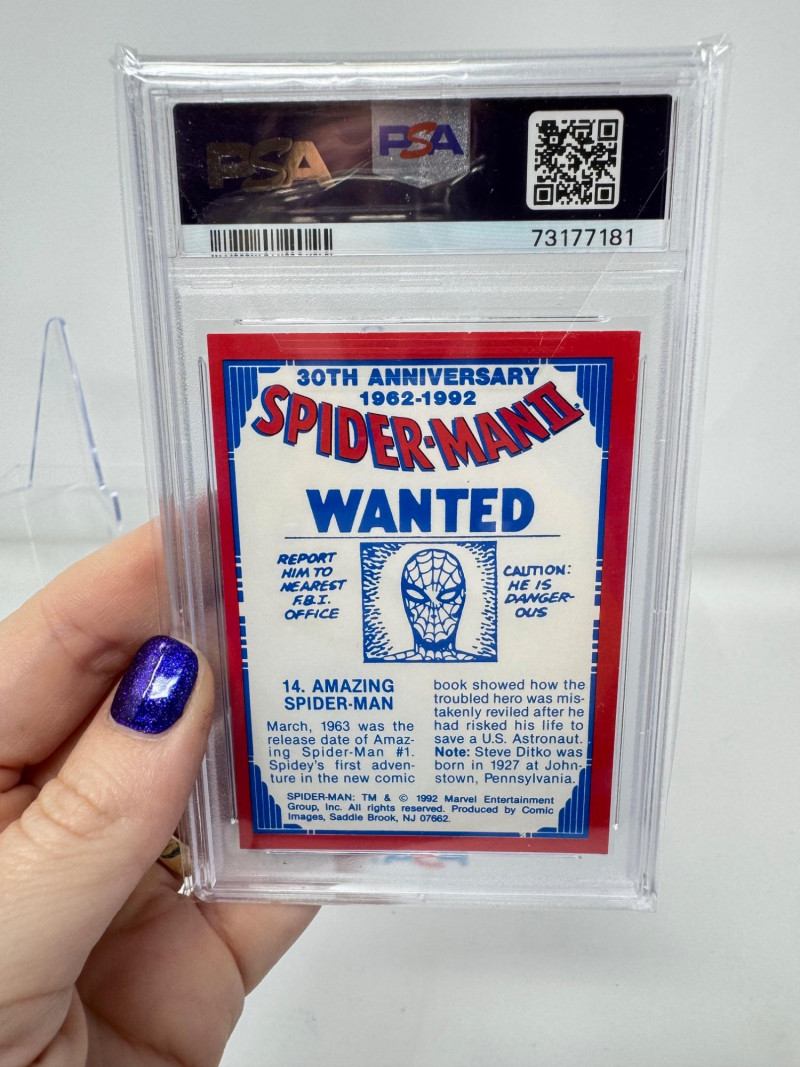 PSA
PSA
73177181
30TH ANNIVERSARY
1962-1992
SPIDER-MAN II
WANTED
REPORT
HIM TO
NEAREST
F.B.I.
OFFICE
CAUTION:
HE IS
DANGER-
OUS
14. AMAZING
SPIDER-MAN
March, 1963 was the
release date of Amaz-
ing Spider-Man #1.
Spidey's first adven-
ture in the new comic
book showed how the
troubled hero was mis-
takenly reviled after he
had risked his life to
save a U.S. Astronaut.
Note: Steve Ditko was
born in 1927 at John-
stown, Pennsylvania.
SPIDER-MAN: TM & © 1992 Marvel Entertainment
Group, Inc. All rights reserved. Produced by Comic
Images, Saddle Brook, NJ 07662.